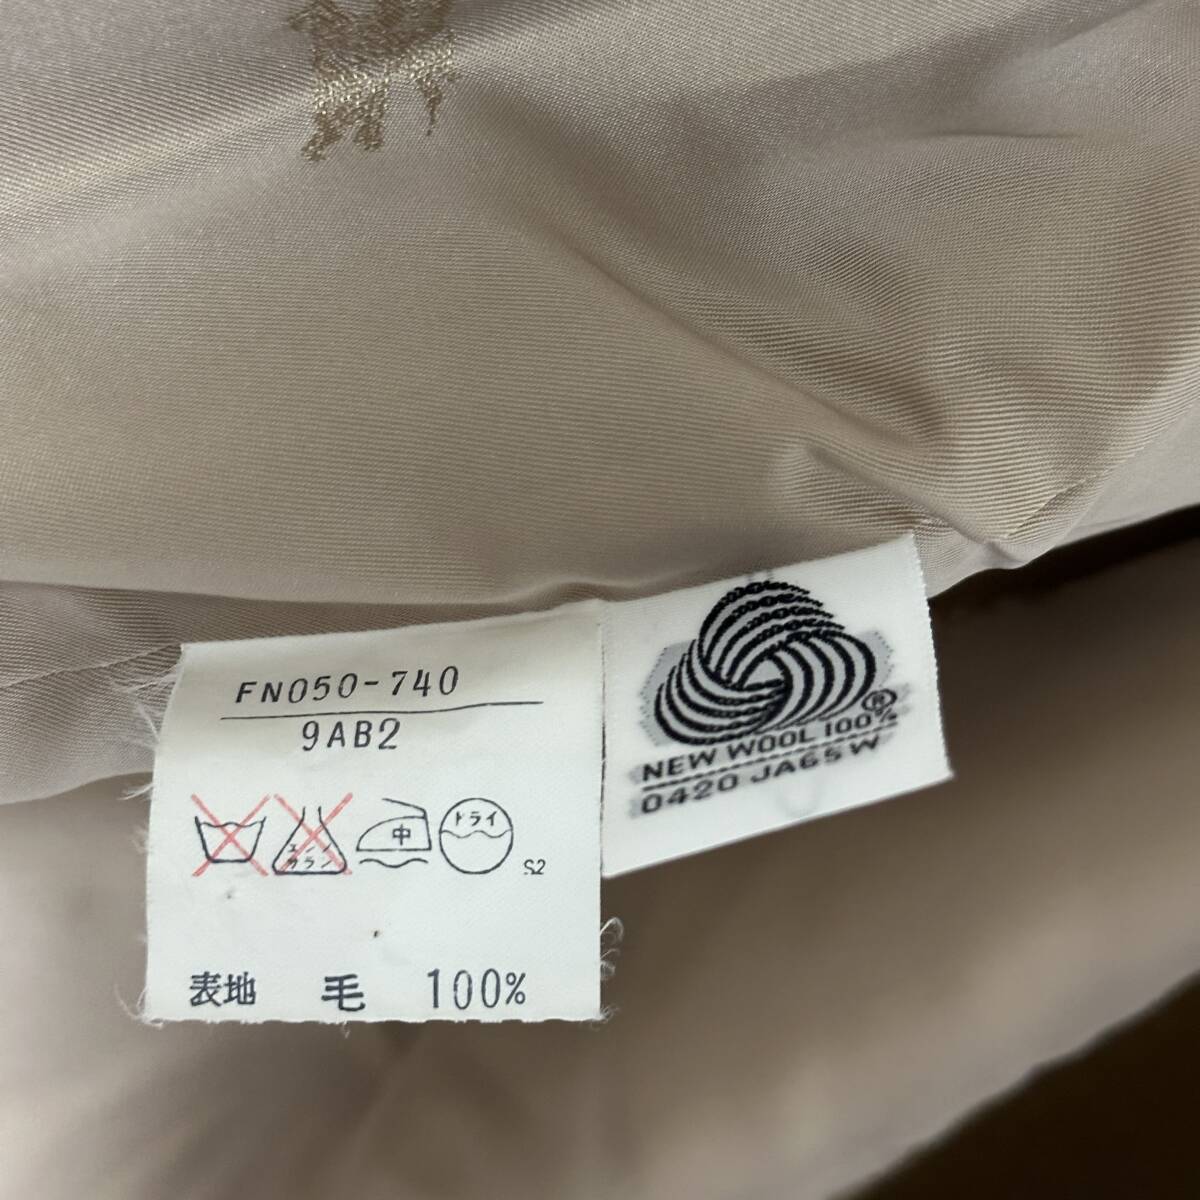 FN050-740
9AB2
エンソ
サラシ
中
ドライ
S2
表地 毛 100%
®
NEW WOOL 100%
0420 JA65W